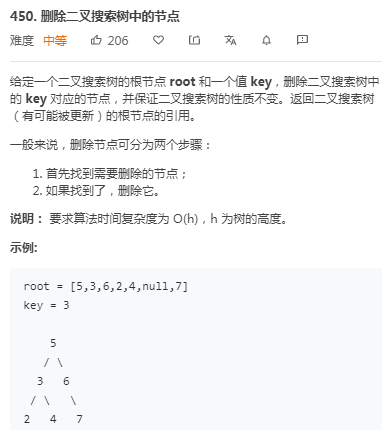 450. 删除二叉搜索树中的节点
难度 中等 206
给定一个二叉搜索树的根节点 root 和一个值 key，删除二叉搜索树中
的 key 对应的节点，并保证二叉搜索树的性质不变。返回二叉搜索树
（有可能被更新）的根节点的引用。
一般来说，删除节点可分为两个步骤：
1. 首先找到需要删除的节点；
2. 如果找到了，删除它。
说明： 要求算法时间复杂度为 O(h)，h 为树的高度。
示例:
root = [5,3,6,2,4,null,7]
key = 3
5
/ \
3 6
/ \ \
2 4 7